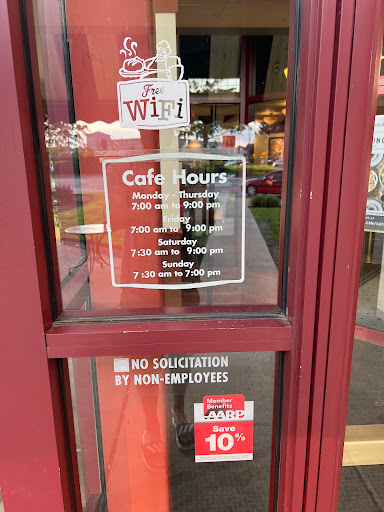 Free
WiFi
Cafe Hours
Monday - Thursday
7:00 am to 9:00 pm
Friday
7:00 am to 9:00 pm
Saturday
7:30 am to 9:00 pm
Sunday
7:30 am to 7:00 pm
NO SOLICITATION
BY NON-EMPLOYEES
Member
Benefits
AARP
Save
10%